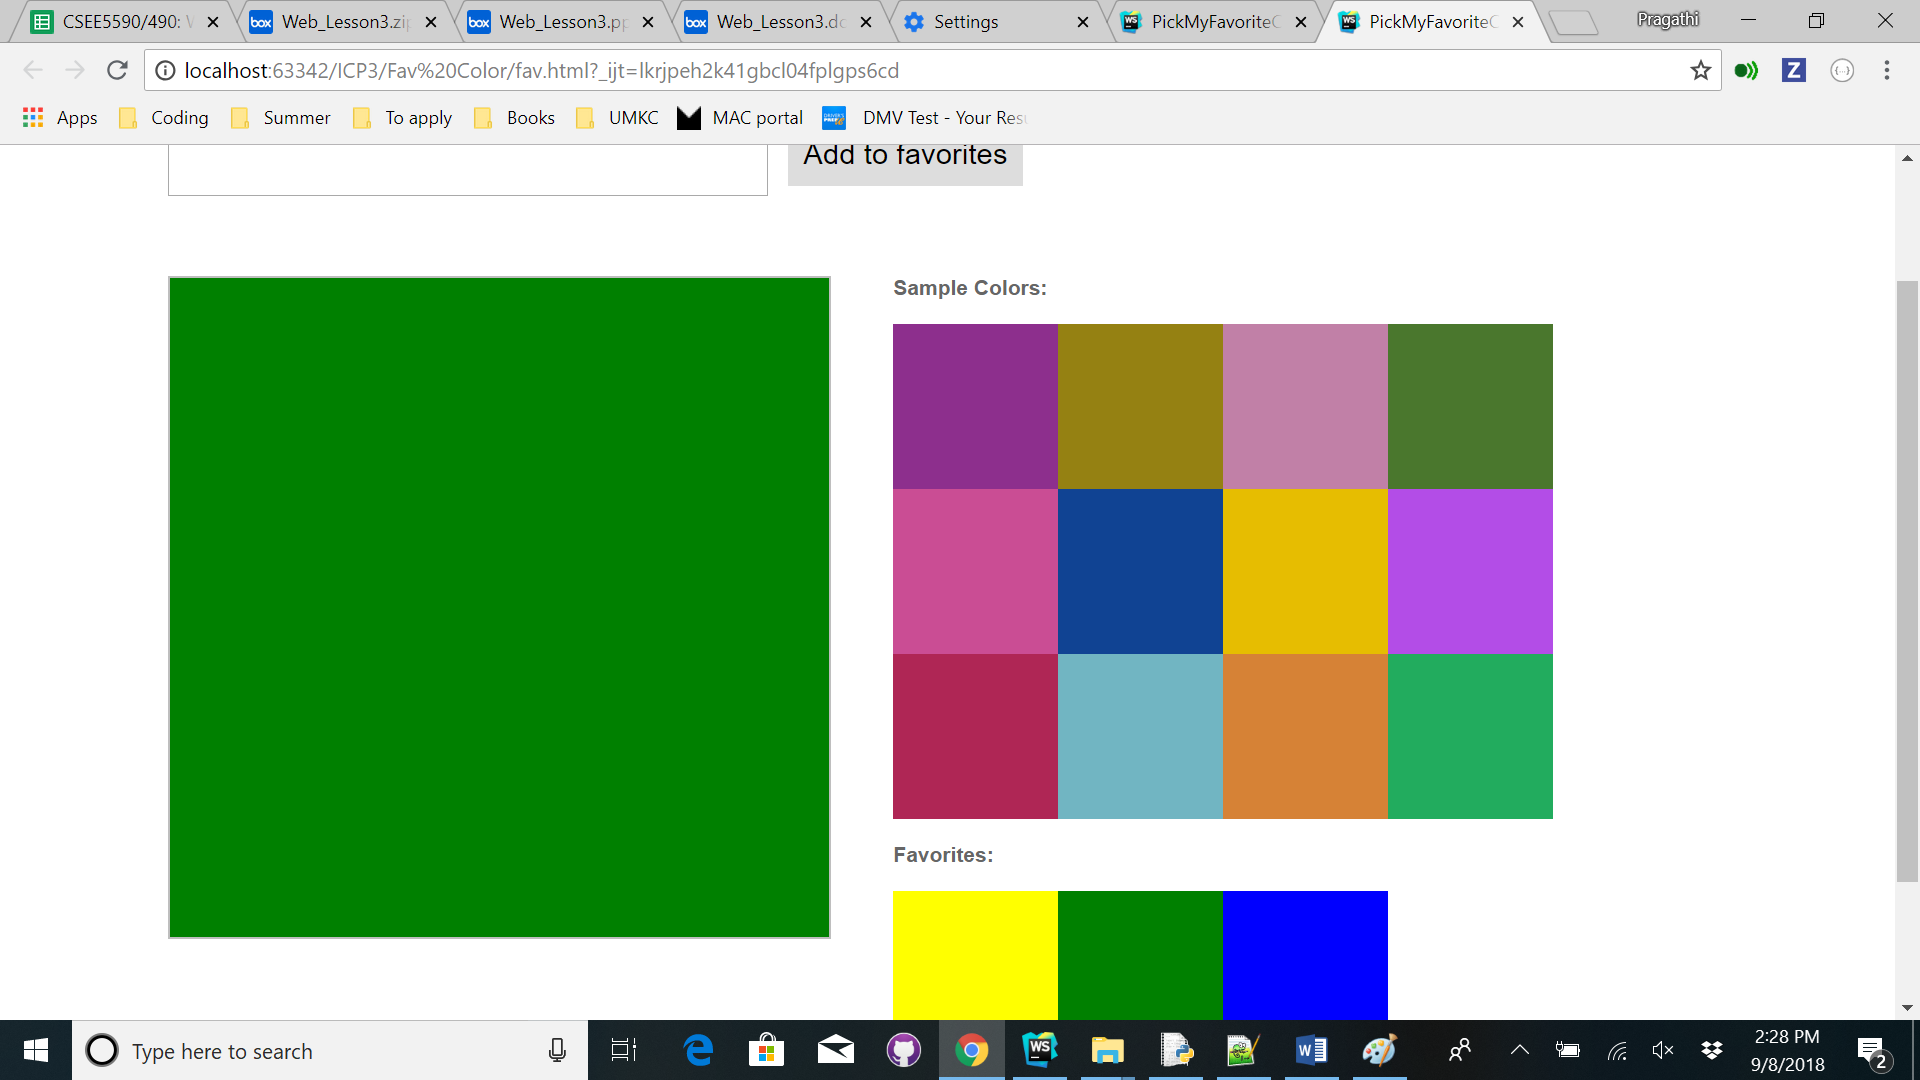 CSEE5590/490: Web_Lesson3.zip Web_Lesson3.pp Web_Lesson3.do Settings PickMyFavoriteC PickMyFavoriteC Pragathi
localhost:63342/ICP3/Fav%20Color/fav.html?_ijt=lkrjpeh2k41gbcl04fplgps6cd
Z
Apps Coding Summer To apply Books UMKC MAC portal DMV Test - Your Res
Add to favorites
Sample Colors:
Favorites:
Type here to search
2:28 PM
9/8/2018
2